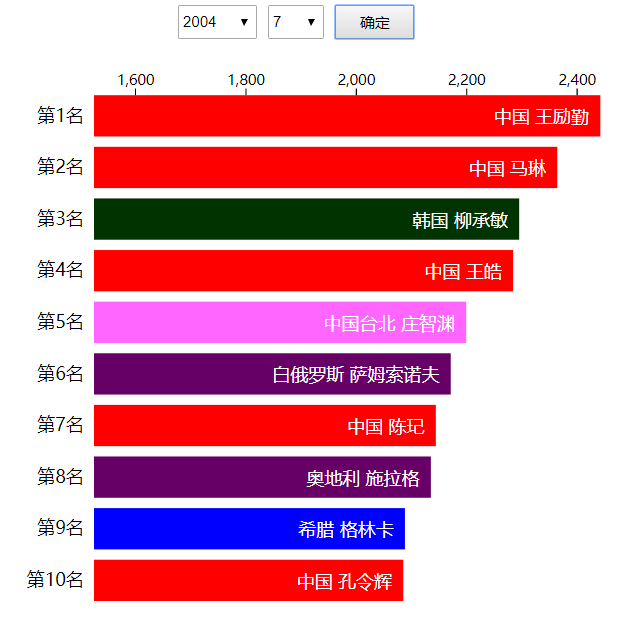 2004 ▼ 7 ▼ 确定
1,600 1,800 2,000 2,200 2,400
第1名 中国 王励勤
第2名 中国 马琳
第3名 韩国 柳承敏
第4名 中国 王皓
第5名 中国台北 庄智渊
第6名 白俄罗斯 萨姆索诺夫
第7名 中国 陈玘
第8名 奥地利 施拉格
第9名 希腊 格林卡
第10名 中国 孔令辉